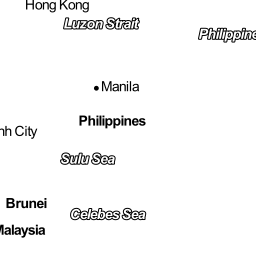 Hong Kong
Luzon Strait
Philippine
Manila
Philippines
nh City
Sulu Sea
Brunei
Celebes Sea
Malaysia